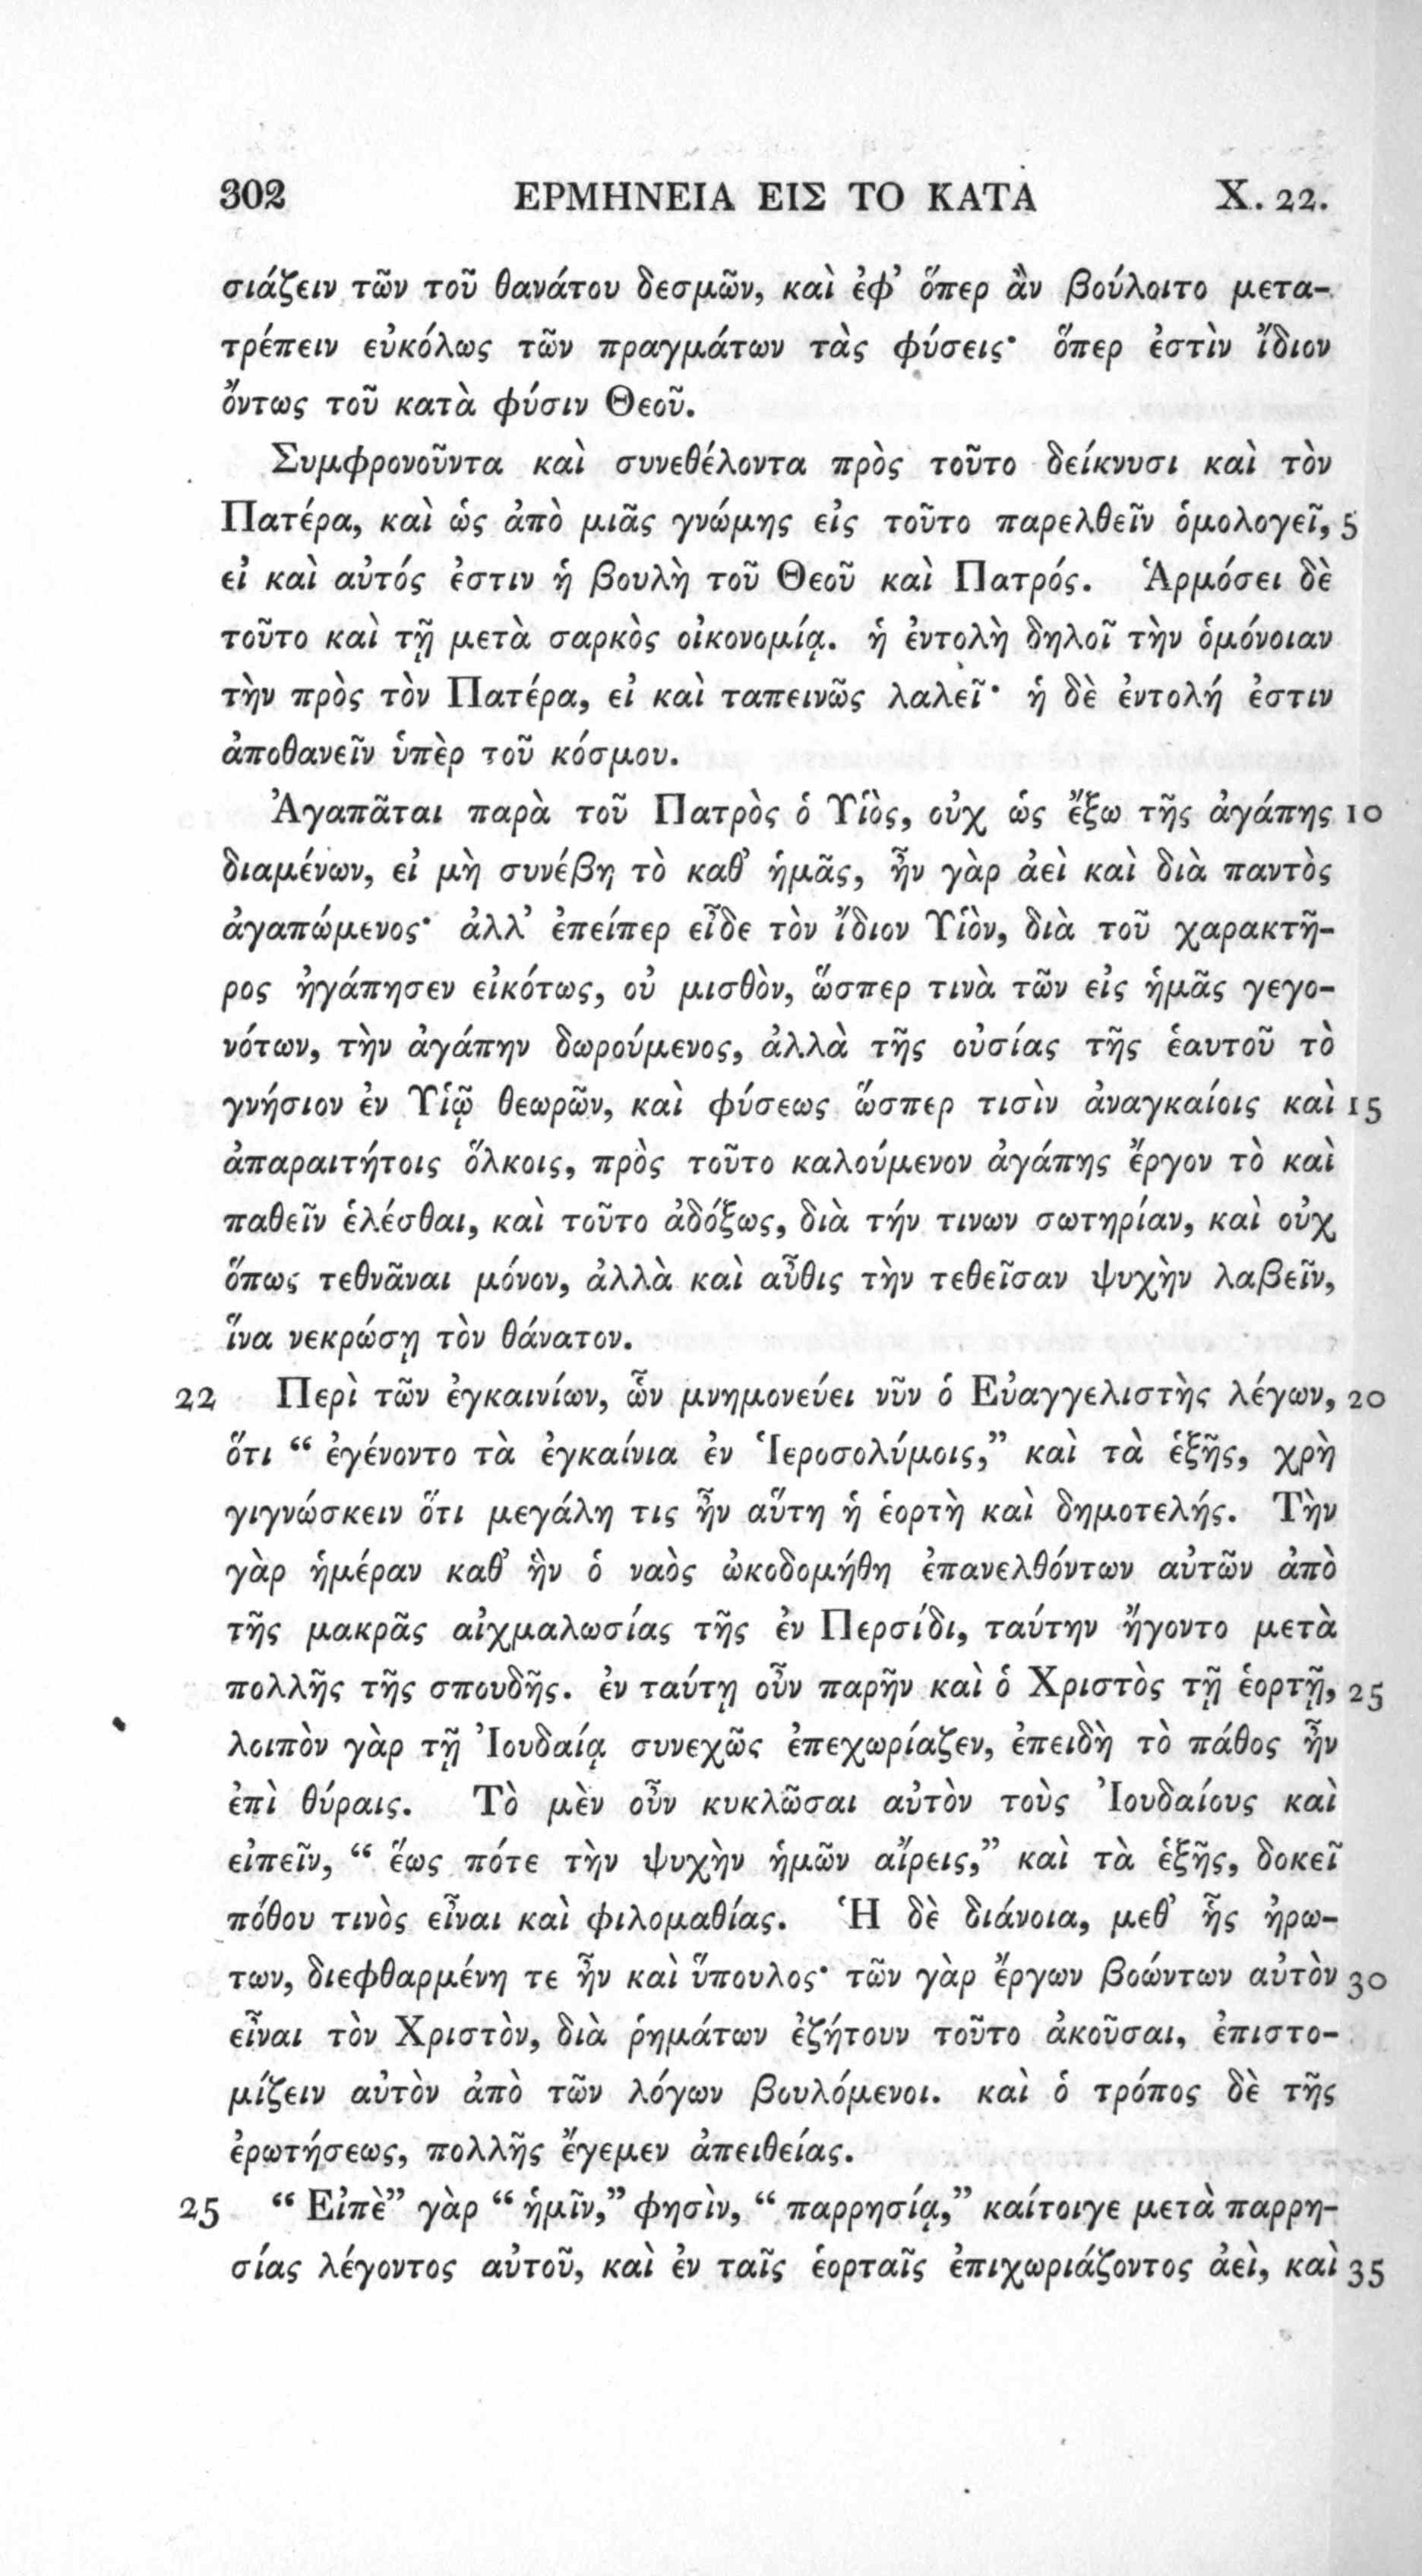 302 ΕΡΜΗΝΕΙΑ ΕΙΣ ΤΟ ΚΑΤΑ X. 22.
σιάζειν τῶν τοῦ θανάτου δεσμῶν, καὶ ἐφ’ ὅπερ ἂν βούλοιτο μετα-
τρέπειν εὐκόλως τῶν πραγμάτων τὰς φύσεις· ὅπερ ἐστὶν ἴδιον
ὄντως τοῦ κατὰ φύσιν Θεοῦ.
Συμφρονοῦντα καὶ συνεθέλοντα πρὸς τοῦτο δείκνυσι καὶ τὸν
Πατέρα, καὶ ὡς ἀπὸ μιᾶς γνώμης εἰς τοῦτο παρελθεῖν ὁμολογεῖ, 5
εἰ καὶ αὐτός ἐστιν ἡ βουλὴ τοῦ Θεοῦ καὶ Πατρός. Ἁρμόσει δὲ
τοῦτο καὶ τῇ μετὰ σαρκὸς οἰκονομίᾳ. ἡ ἐντολὴ δηλοῖ τὴν ὁμόνοιαν
τὴν πρὸς τὸν Πατέρα, εἰ καὶ ταπεινῶς λαλεῖ· ἡ δὲ ἐντολή ἐστιν
ἀποθανεῖν ὑπὲρ τοῦ κόσμου.
Ἀγαπᾶται παρὰ τοῦ Πατρὸς ὁ Υἱὸς, οὐχ ὡς ἔξω τῆς ἀγάπης 10
διαμένων, εἰ μὴ συνέβη τὸ καθ’ ἡμᾶς, ἦν γὰρ ἀεὶ καὶ διὰ παντὸς
ἀγαπώμενος· ἀλλ’ ἐπείπερ εἶδε τὸν ἴδιον Υἱὸν, διὰ τοῦ χαρακτῆ-
ρος ἠγάπησεν εἰκότως, οὐ μισθὸν, ὥσπερ τινὰ τῶν εἰς ἡμᾶς γεγο-
νότων, τὴν ἀγάπην δωρούμενος, ἀλλὰ τῆς οὐσίας τῆς ἑαυτοῦ τὸ
γνήσιον ἐν Υἱῷ θεωρῶν, καὶ φύσεως ὥσπερ τισὶν ἀναγκαίοις καὶ 15
ἀπαραιτήτοις ὅλκοις, πρὸς τοῦτο καλούμενον ἀγάπης ἔργον τὸ καὶ
παθεῖν ἑλέσθαι, καὶ τοῦτο ἀδόξως, διὰ τήν τινων σωτηρίαν, καὶ οὐχ
ὅπως τεθνᾶναι μόνον, ἀλλὰ καὶ αὖθις τὴν τεθεῖσαν ψυχὴν λαβεῖν,
ἵνα νεκρώσῃ τὸν θάνατον.
22 Περὶ τῶν ἐγκαινίων, ὧν μνημονεύει νῦν ὁ Εὐαγγελιστὴς λέγων, 20
ὅτι “ ἐγένοντο τὰ ἐγκαίνια ἐν Ἱεροσολύμοις,” καὶ τὰ ἑξῆς, χρὴ
γιγνώσκειν ὅτι μεγάλη τις ἦν αὕτη ἡ ἑορτὴ καὶ δημοτελής. Τὴν
γὰρ ἡμέραν καθ’ ἣν ὁ ναὸς ᾠκοδομήθη ἐπανελθόντων αὐτῶν ἀπὸ
τῆς μακρᾶς αἰχμαλωσίας τῆς ἐν Περσίδι, ταύτην ἤγοντο μετὰ
πολλῆς τῆς σπουδῆς. ἐν ταύτῃ οὖν παρῆν καὶ ὁ Χριστὸς τῇ ἑορτῇ, 25
λοιπὸν γὰρ τῇ Ἰουδαίᾳ συνεχῶς ἐπεχωρίαζεν, ἐπειδὴ τὸ πάθος ἦν
ἐπὶ θύραις. Τὸ μὲν οὖν κυκλῶσαι αὐτὸν τοὺς Ἰουδαίους καὶ
εἰπεῖν, “ ἕως πότε τὴν ψυχὴν ἡμῶν αἴρεις,” καὶ τὰ ἑξῆς, δοκεῖ
πόθου τινὸς εἶναι καὶ φιλομαθίας. Ἡ δὲ διάνοια, μεθ’ ἧς ἠρω-
των, διεφθαρμένη τε ἦν καὶ ὕπουλος· τῶν γὰρ ἔργων βοώντων αὐτὸν 30
εἶναι τὸν Χριστὸν, διὰ ῥημάτων ἐζήτουν τοῦτο ἀκοῦσαι, ἐπιστο-
μίζειν αὐτὸν ἀπὸ τῶν λόγων βουλόμενοι. καὶ ὁ τρόπος δὲ τῆς
ἐρωτήσεως, πολλῆς ἔγεμεν ἀπειθείας.
25 “ Εἰπὲ” γὰρ “ ἡμῖν,” φησὶν, “ παρρησίᾳ,” καίτοιγε μετὰ παρρη-
σίας λέγοντος αὐτοῦ, καὶ ἐν ταῖς ἑορταῖς ἐπιχωριάζοντος ἀεὶ, καὶ 35